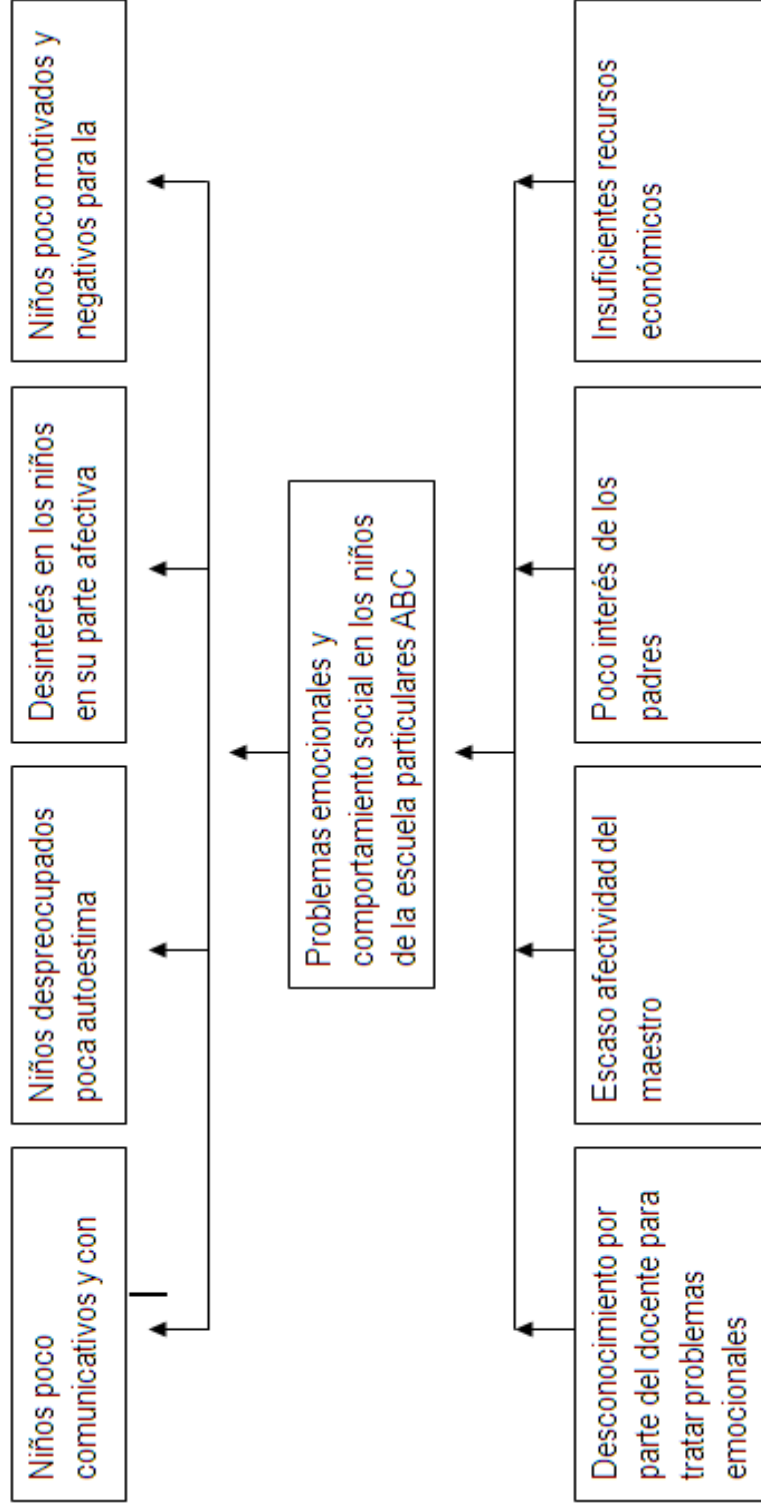 Niños poco
comunicativos y con
Niños despreocupados
poca autoestima
Desinterés en los niños
en su parte afectiva
Niños poco motivados y
negativos para la
Problemas emocionales y
comportamiento social en los niños
de la escuela particulares ABC
Desconocimiento por
parte del docente para
tratar problemas
emocionales
Escaso afectividad del
maestro
Poco interés de los
padres
Insuficientes recursos
económicos